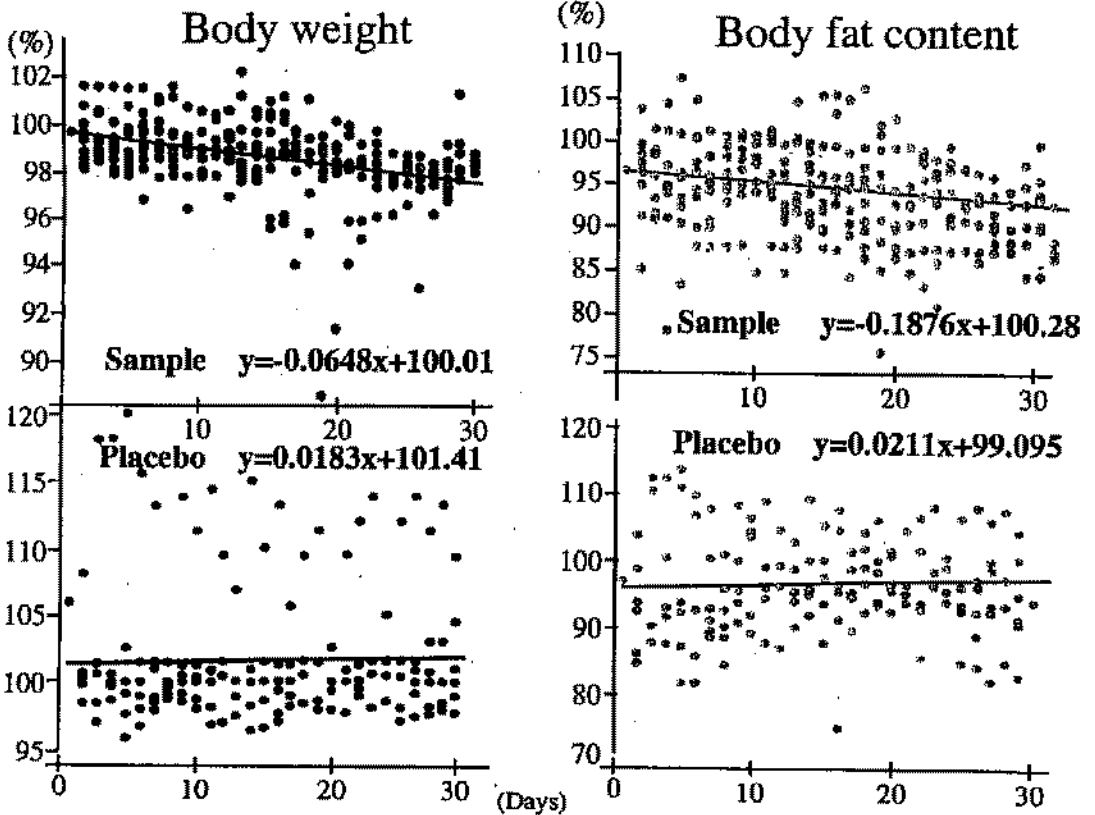 Body weight
(%)
102
100
98
96
94
92
90
Sample y=-0.0648x+100.01
10 20 30
120
115
110
105
100
95
Placebo y=0.0183x+101.41
0 10 20 30
(Days)
Body fat content
(%)
110
105
100
95
90
85
80
75
Sample y=-0.1876x+100.28
10 20 30
120
110
100
90
80
70
Placebo y=0.0211x+99.095
10 20 30